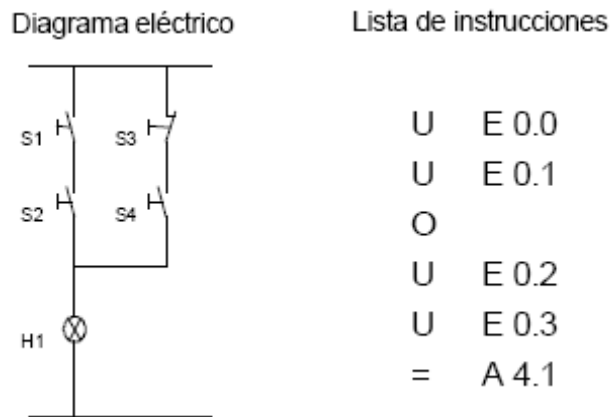 Diagrama eléctrico
Lista de instrucciones
S1
S3
S2
S4
H1
U E 0.0
U E 0.1
O
U E 0.2
U E 0.3
= A 4.1